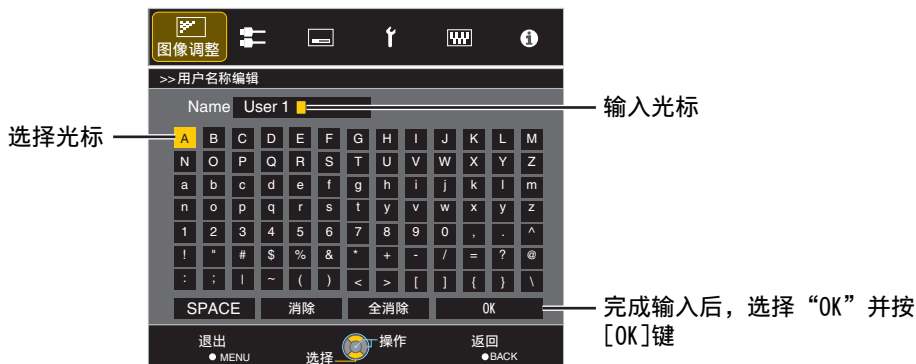 图像调整
>>用户名称编辑
Name User 1
输入光标
选择光标
A B C D E F G H I J K L M
N O P Q R S T U V W X Y Z
a b c d e f g h i j k l m
n o p q r s t y v w x y z
1 2 3 4 5 6 7 8 9 0 , . ^
! " # $ % & * + - / = ? @
: ; | ~ ( ) < > [ ] { } \
SPACE 消除 全消除 OK
完成输入后，选择“OK”并按
[OK]键
退出 操作 返回
MENU 选择 BACK